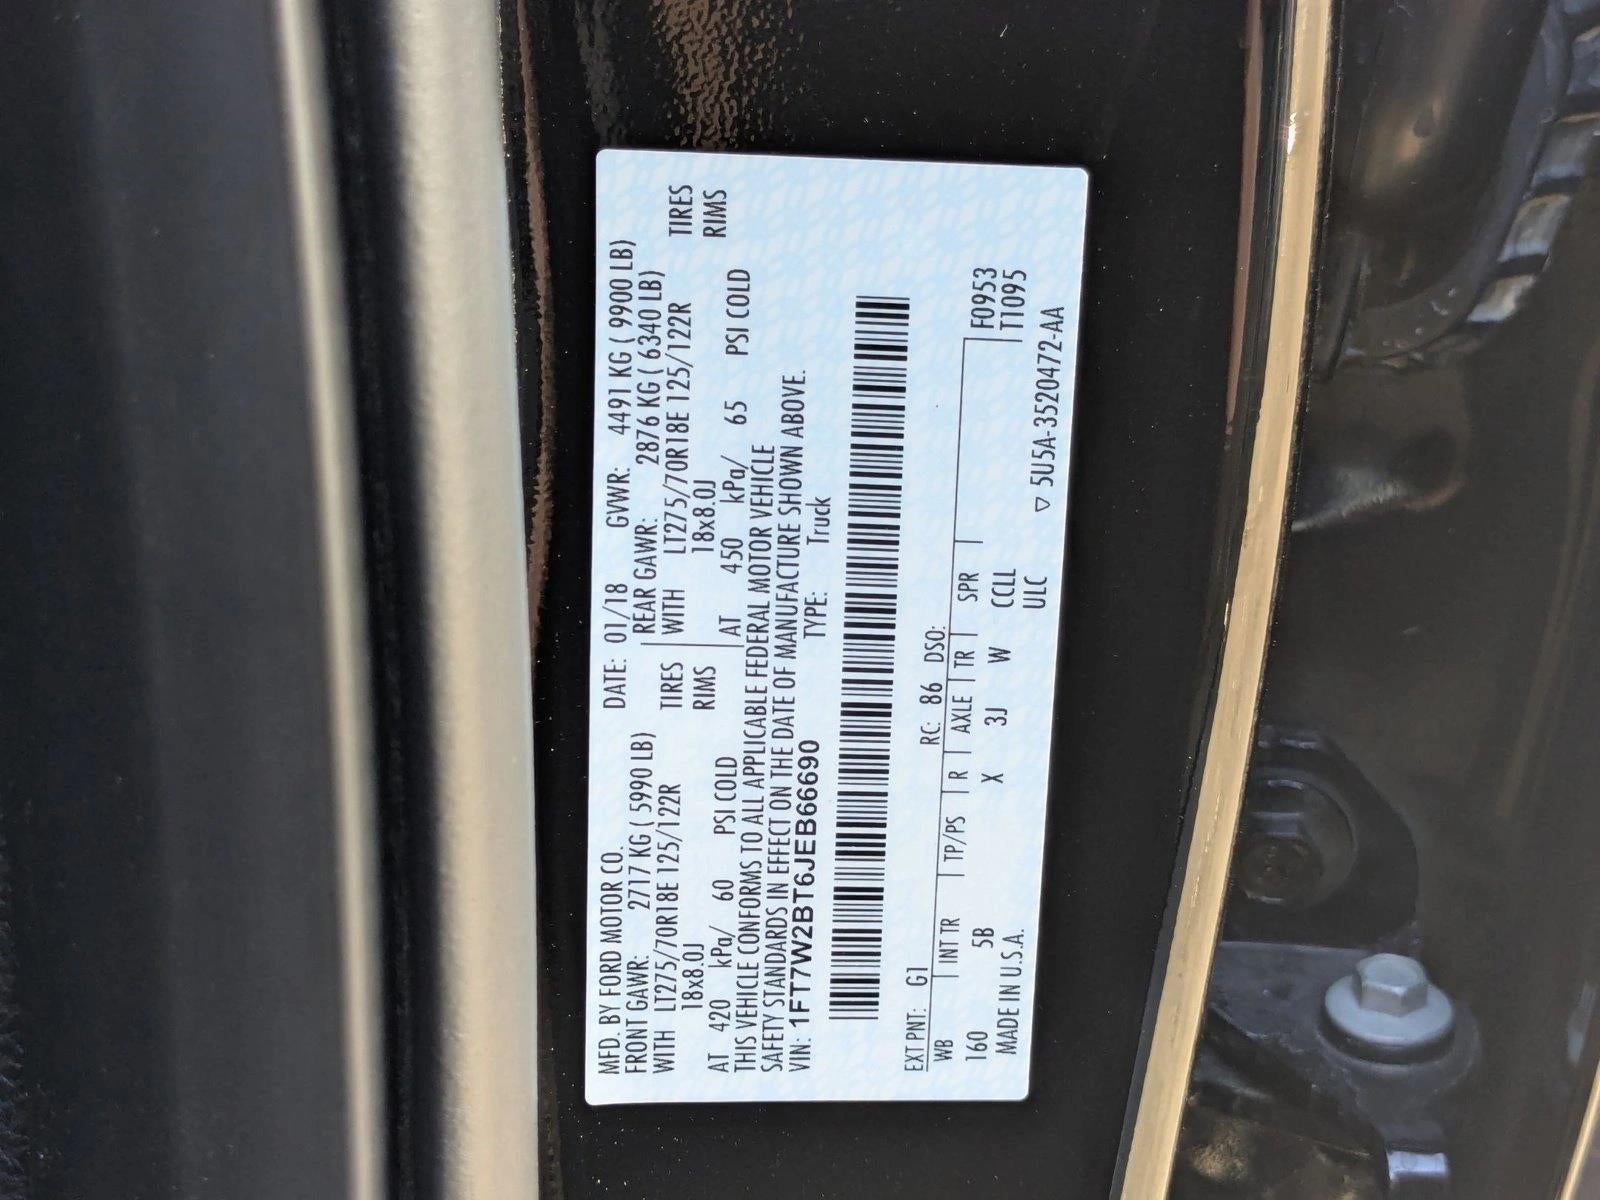 MFD. BY FORD MOTOR CO. DATE: 01/18 GVWR: 4491 KG ( 9900 LB)
FRONT GAWR: 2717 KG ( 5990 LB) REAR GAWR: 2876 KG ( 6340 LB)
WITH LT275/70R18E 125/122R TIRES WITH LT275/70R18E 125/122R TIRES
18x8.0J RIMS 18x8.0J RIMS
AT 420 kPa/ 60 PSI COLD AT 450 kPa/ 65 PSI COLD
THIS VEHICLE CONFORMS TO ALL APPLICABLE FEDERAL MOTOR VEHICLE
SAFETY STANDARDS IN EFFECT ON THE DATE OF MANUFACTURE SHOWN ABOVE.
VIN: 1FT7W2BT6JEB66690 TYPE: Truck
EXT PNT: G1 RC: 86 DSO:
WB INT TR TP/PS R AXLE TR SPR F0953
160 5B X 3J W CCLL T1095
MADE IN U.S.A. ULC ▽ 5U5A-3520472-AA